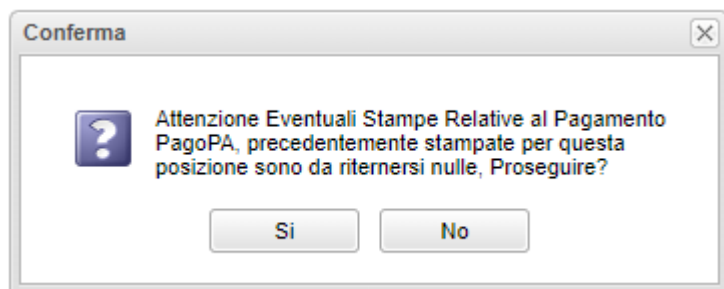 Conferma
Attenzione Eventuali Stampe Relative al Pagamento
PagoPA, precedentemente stampate per questa
posizione sono da riternersi nulle, Proseguire?
Si
No